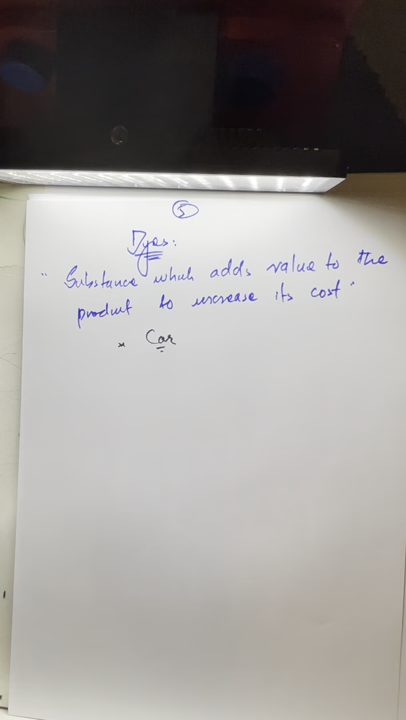 5
Dyes:
"Substance which adds value to the
product to increase its cost"
× Car